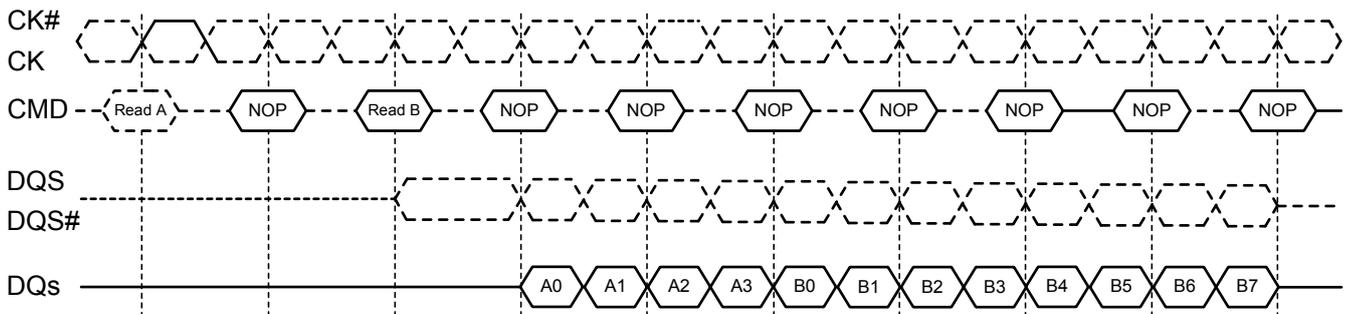 CK#
CK
CMD Read A NOP Read B NOP NOP NOP NOP NOP NOP NOP
DQS
DQS#
DQs A0 A1 A2 A3 B0 B1 B2 B3 B4 B5 B6 B7